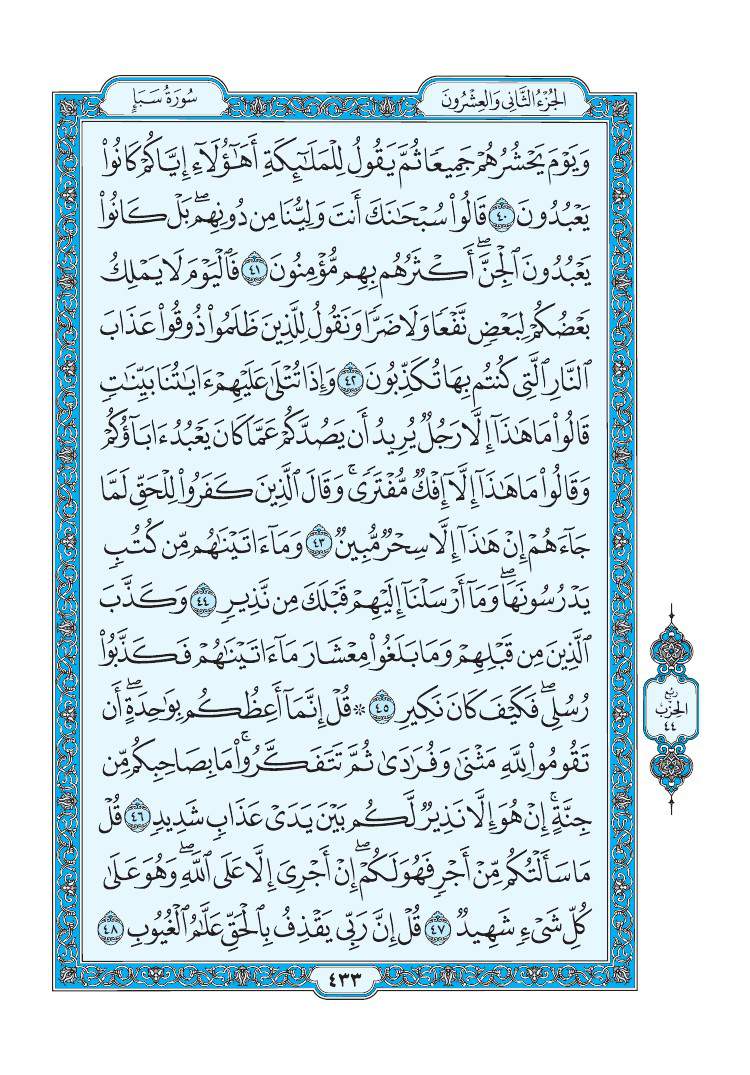 الجُزْءُ الثَّانِي وَالعِشْرُونَ
سُورَةُ سَبَإٍ
وَيَوْمَ يَحْشُرُهُمْ جَمِيعًا ثُمَّ يَقُولُ لِلْمَلَٰٓئِكَةِ أَهَٰٓؤُلَآءِ إِيَّاكُمْ كَانُوا۟
يَعْبُدُونَ ٤٠ قَالُوا۟ سُبْحَٰنَكَ أَنتَ وَلِيُّنَا مِن دُونِهِم ۖ بَلْ كَانُوا۟
يَعْبُدُونَ ٱلْجِنَّ ۖ أَكْثَرُهُم بِهِم مُّؤْمِنُونَ ٤١ فَٱلْيَوْمَ لَا يَمْلِكُ
بَعْضُكُمْ لِبَعْضٍ نَّفْعًا وَلَا ضَرًّا وَنَقُولُ لِلَّذِينَ ظَلَمُوا۟ ذُوقُوا۟ عَذَابَ
ٱلنَّارِ ٱلَّتِى كُنتُم بِهَا تُكَذِّبُونَ ٤٢ وَإِذَا تُتْلَىٰ عَلَيْهِمْ ءَايَٰتُنَا بَيِّنَٰتٍ
قَالُوا۟ مَا هَٰذَآ إِلَّا رَجُلٌ يُرِيدُ أَن يَصُدَّكُمْ عَمَّا كَانَ يَعْبُدُ ءَابَآؤُكُمْ
وَقَالُوا۟ مَا هَٰذَآ إِلَّآ إِفْكٌ مُّفْتَرًى ۚ وَقَالَ ٱلَّذِينَ كَفَرُوا۟ لِلْحَقِّ لَمَّا
جَآءَهُمْ إِنْ هَٰذَآ إِلَّا سِحْرٌ مُّبِينٌ ٤٣ وَمَآ ءَاتَيْنَٰهُم مِّن كُتُبٍ
يَدْرُسُونَهَا ۖ وَمَآ أَرْسَلْنَآ إِلَيْهِمْ قَبْلَكَ مِن نَّذِيرٍ ٤٤ وَكَذَّبَ
ٱلَّذِينَ مِن قَبْلِهِمْ وَمَا بَلَغُوا۟ مِعْشَارَ مَآ ءَاتَيْنَٰهُمْ فَكَذَّبُوا۟
رُسُلِى ۖ فَكَيْفَ كَانَ نَكِيرِ ٤٥ ۞ قُلْ إِنَّمَآ أَعِظُكُم بِوَٰحِدَةٍ ۖ أَن
تَقُومُوا۟ لِلَّهِ مَثْنَىٰ وَفُرَٰدَىٰ ثُمَّ تَتَفَكَّرُوا۟ ۚ مَا بِصَاحِبِكُم مِّن
جِنَّةٍ ۚ إِنْ هُوَ إِلَّا نَذِيرٌ لَّكُم بَيْنَ يَدَىْ عَذَابٍ شَدِيدٍ ٤٦ قُلْ
مَا سَأَلْتُكُم مِّنْ أَجْرٍ فَهُوَ لَكُمْ ۖ إِنْ أَجْرِىَ إِلَّا عَلَى ٱللَّهِ ۖ وَهُوَ عَلَىٰ
كُلِّ شَىْءٍ شَهِيدٌ ٤٧ قُلْ إِنَّ رَبِّى يَقْذِفُ بِٱلْحَقِّ عَلَّٰمُ ٱلْغُيُوبِ ٤٨
ربع
الحزب
٤٤
٤٣٣